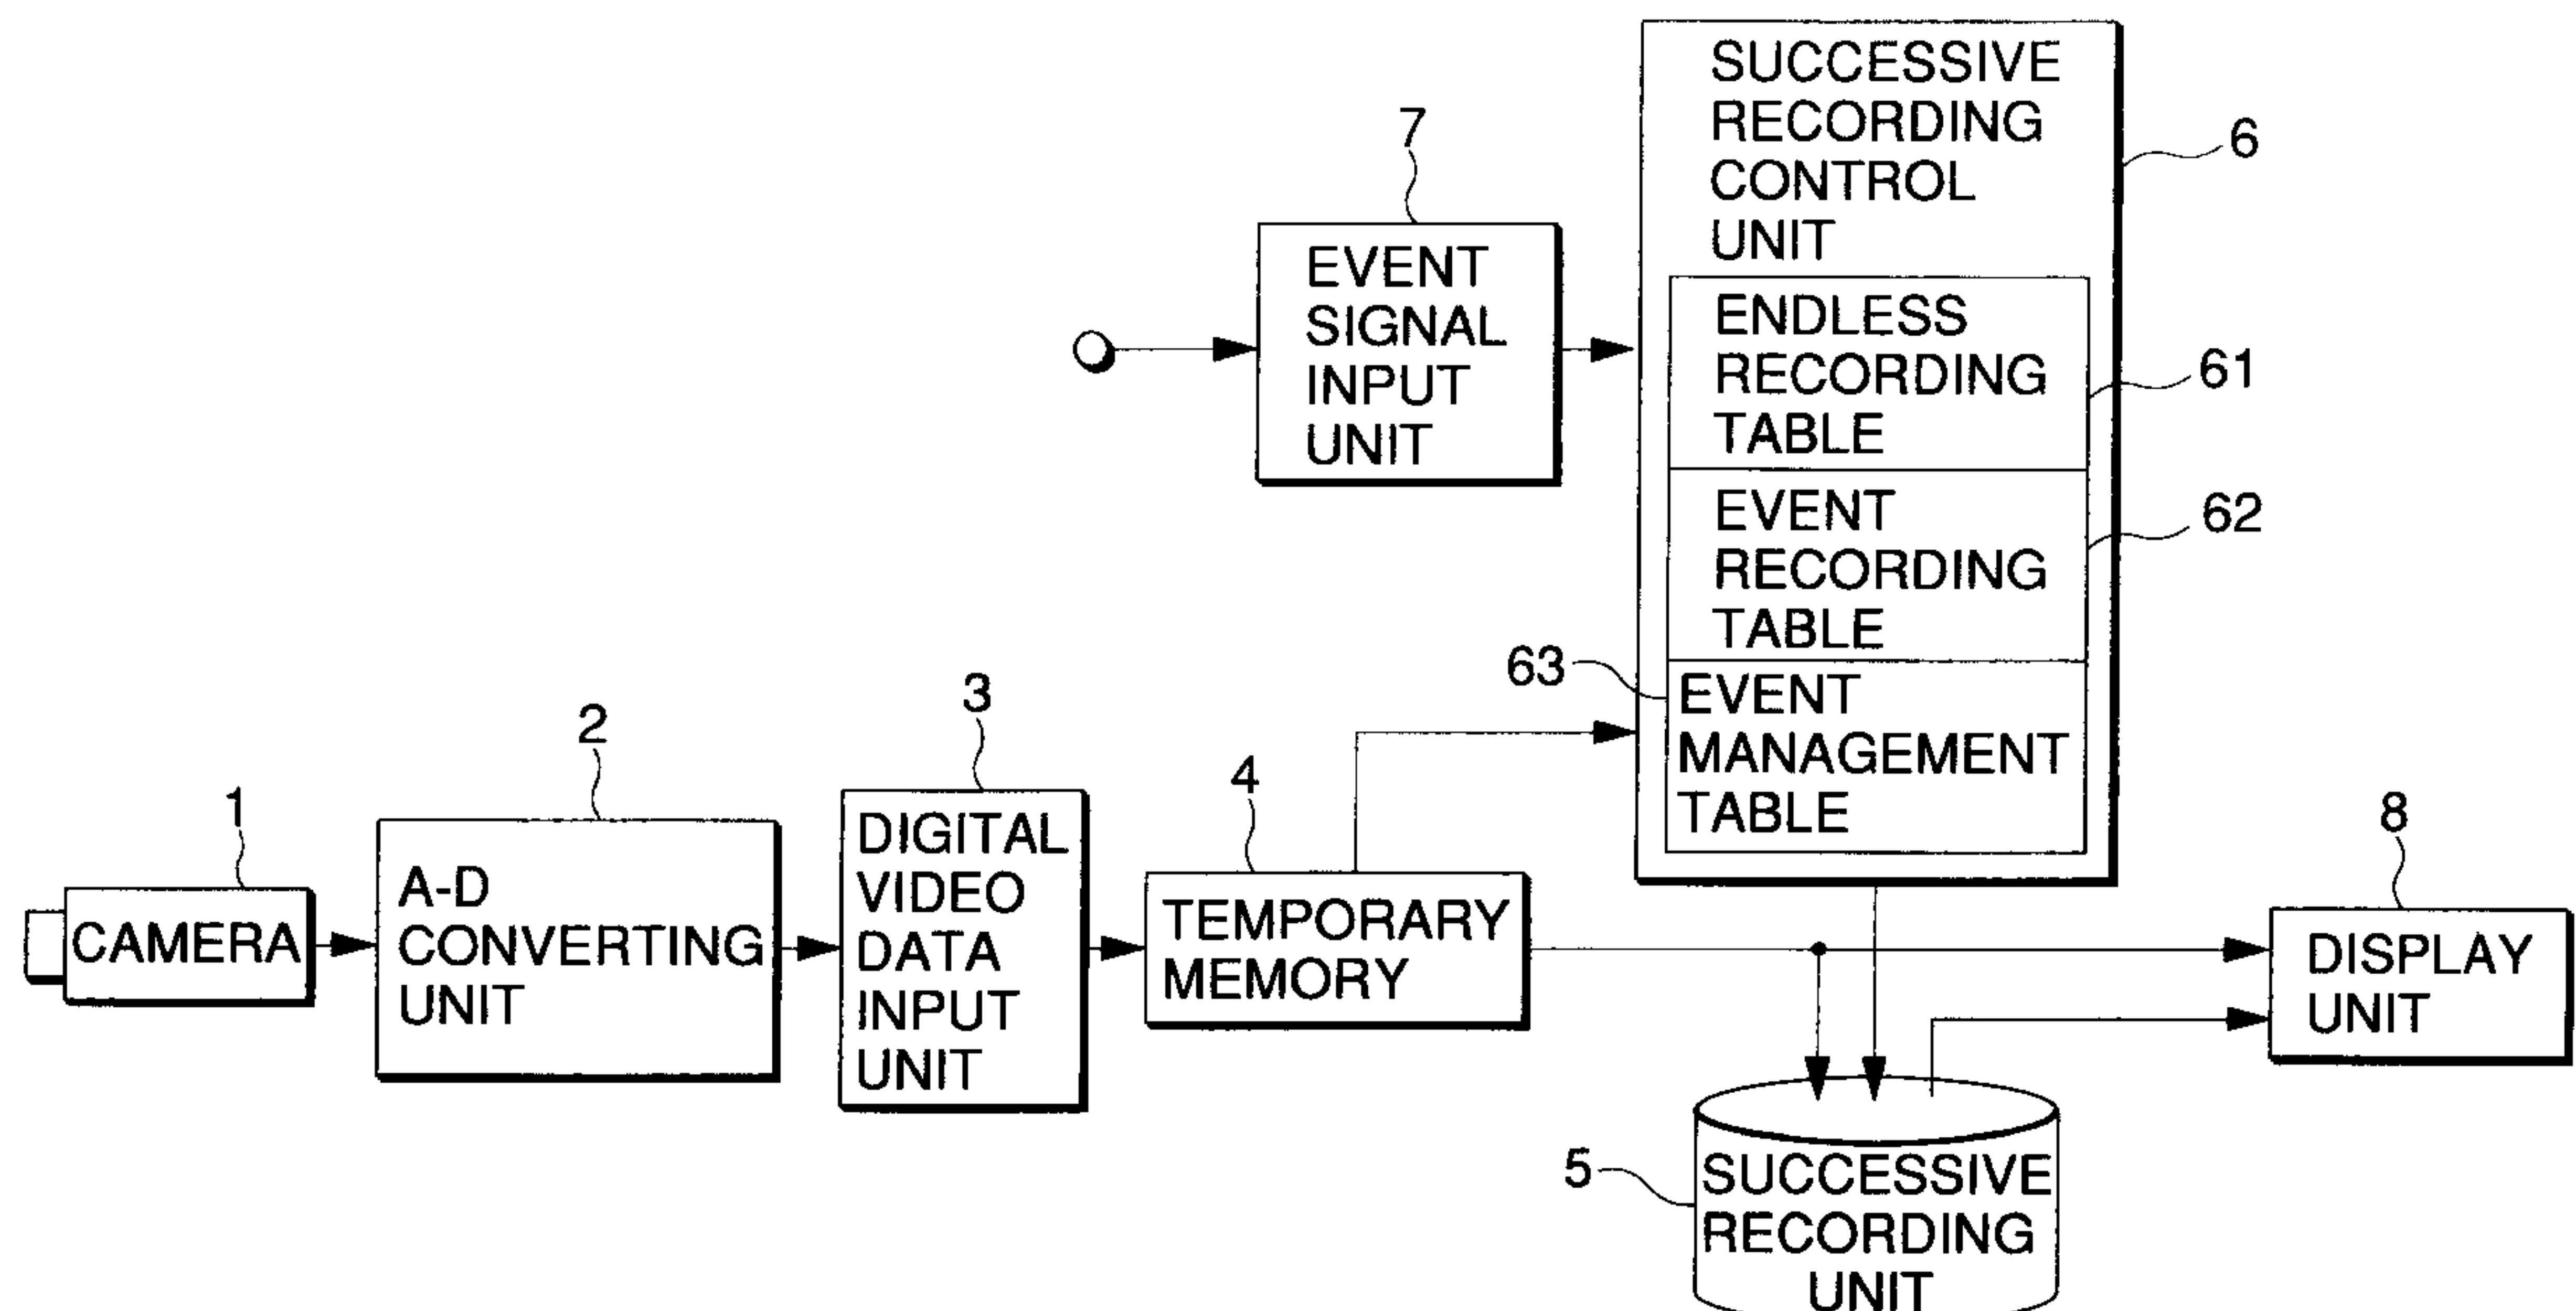 SUCCESSIVE
RECORDING
CONTROL
UNIT
6
7
EVENT
SIGNAL
INPUT
UNIT
ENDLESS
RECORDING
TABLE
61
EVENT
RECORDING
TABLE
62
63
EVENT
MANAGEMENT
TABLE
1
CAMERA
2
A-D
CONVERTING
UNIT
3
DIGITAL
VIDEO
DATA
INPUT
UNIT
4
TEMPORARY
MEMORY
8
DISPLAY
UNIT
5
SUCCESSIVE
RECORDING
UNIT